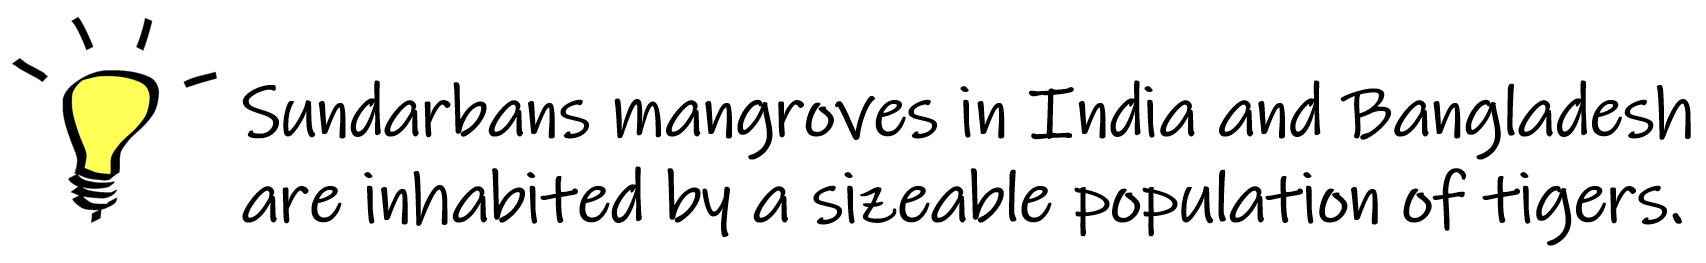 Sundarbans mangroves in India and Bangladesh
are inhabited by a sizeable population of tigers.